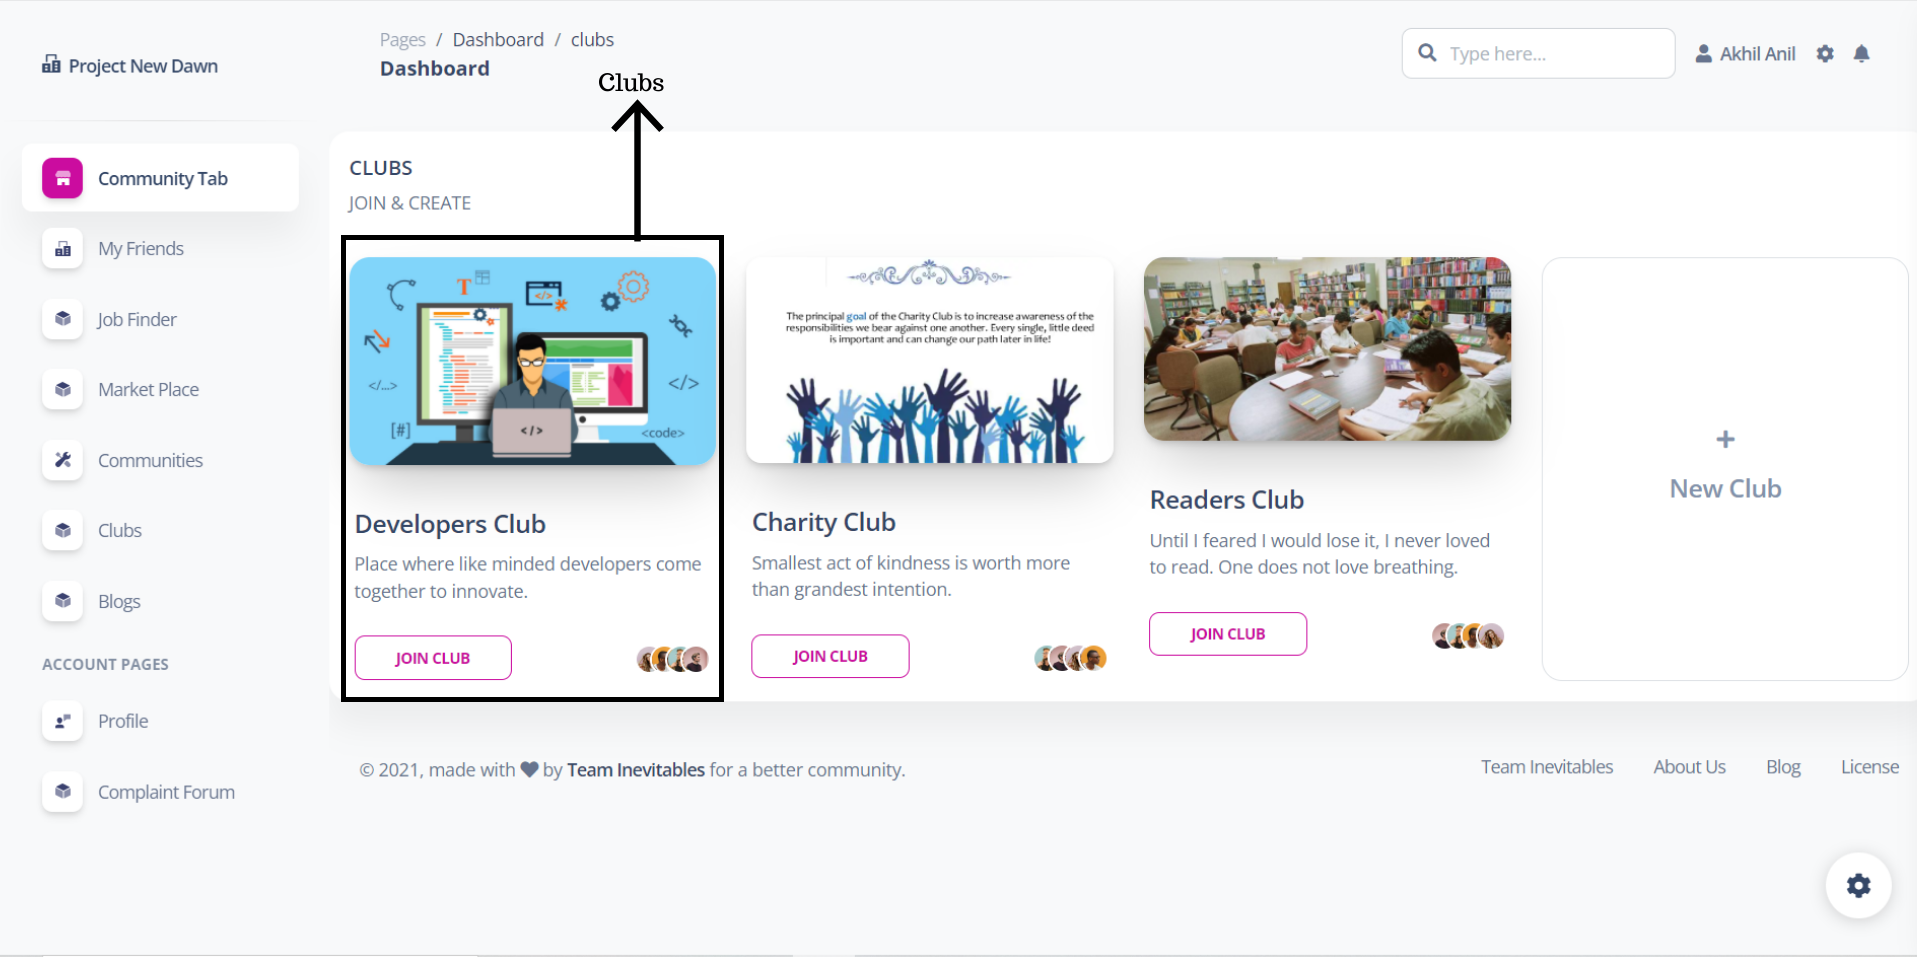 Project New Dawn
Pages / Dashboard / clubs
Dashboard
Clubs
Type here...
Akhil Anil
Community Tab
My Friends
Job Finder
Market Place
Communities
Clubs
Blogs
ACCOUNT PAGES
Profile
Complaint Forum
CLUBS
JOIN & CREATE
T
</>
</...>
</>
[#]
</>
<code>
Developers Club
Place where like minded developers come
together to innovate.
JOIN CLUB
The principal goal of the Charity Club is to increase awareness of the
responsibilities we bear against one another. Every single, little deed
is important and can change our path later in life!
Charity Club
Smallest act of kindness is worth more
than grandest intention.
JOIN CLUB
Readers Club
Until I feared I would lose it, I never loved
to read. One does not love breathing.
JOIN CLUB
+
New Club
© 2021, made with by Team Inevitables for a better community.
Team Inevitables
About Us
Blog
License